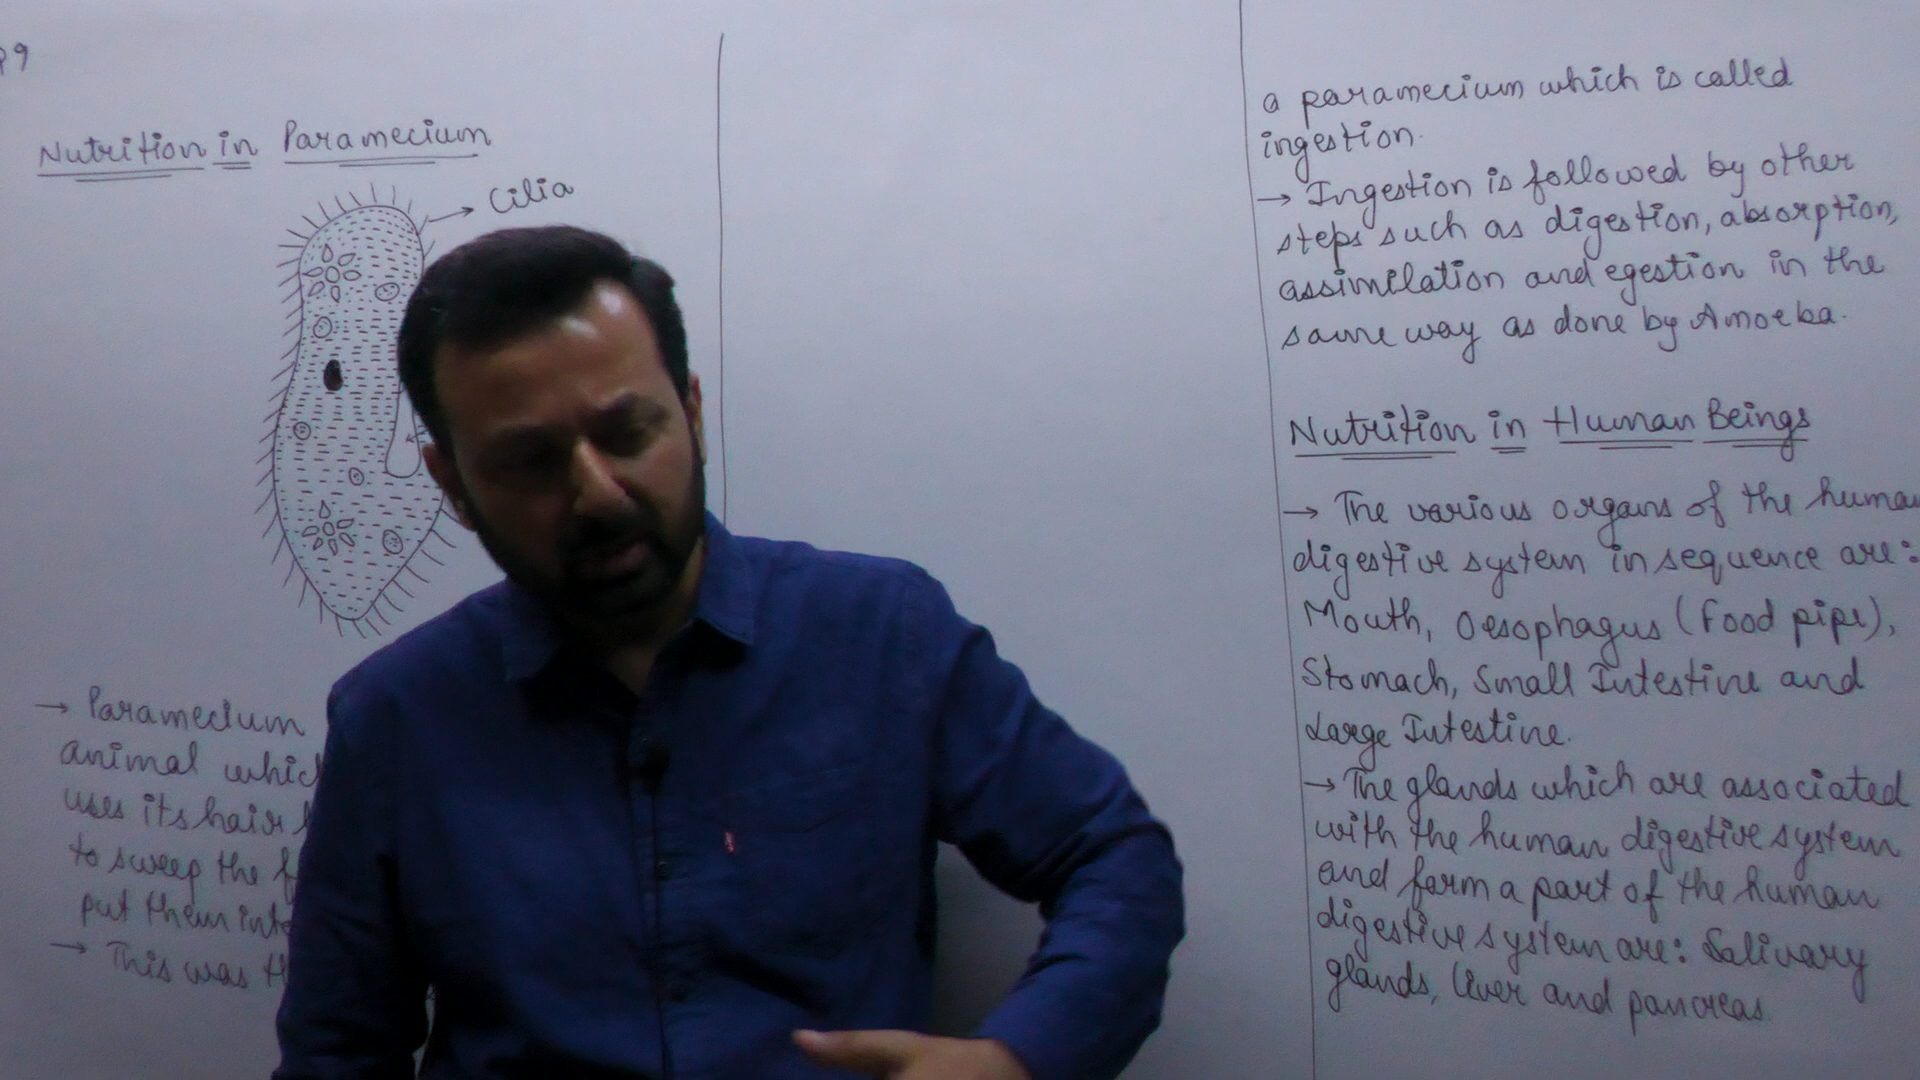 Nutrition in Paramecium
Cilia
→ Paramecium
animal which
uses its hair
to sweep the
put them into
→ This was
a paramecium which is called
ingestion.
→ Ingestion is followed by other
steps such as digestion, absorption,
assimilation and egestion in the
same way as done by Amoeba.
Nutrition in Human Beings
→ The various organs of the human
digestive system in sequence are:
Mouth, Oesophagus (Food pipe),
Stomach, Small Intestine and
Large Intestine.
→ The glands which are associated
with the human digestive system
and form a part of the human
digestive system are: Salivary
glands, liver and pancreas